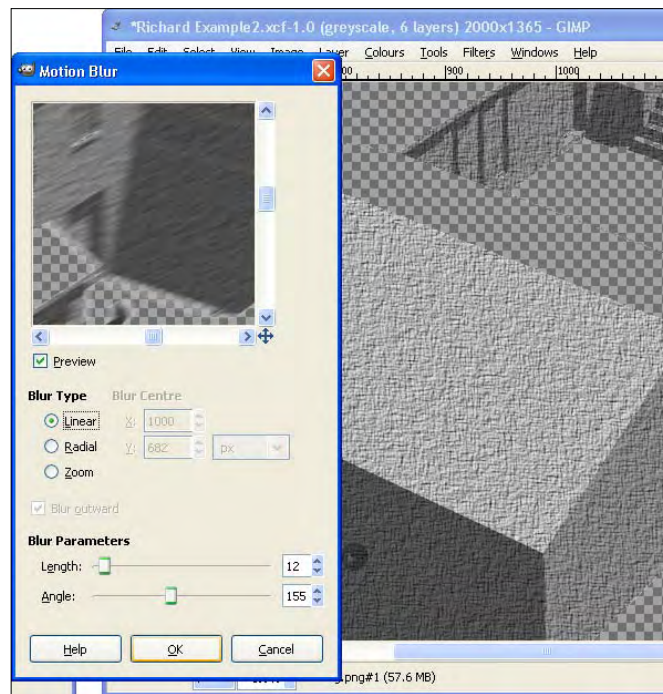 *Richard Example2.xcf-1.0 (greyscale, 6 layers) 2000x1365 - GIMP
File Edit Select View Image Layer Colours Tools Filters Windows Help
Motion Blur
900 1000
Preview
Blur Type Blur Centre
Linear X: 1000
Radial Y: 682 px
Zoom
Blur outward
Blur Parameters
Length: 12
Angle: 155
Help OK Cancel
.png#1 (57.6 MB)